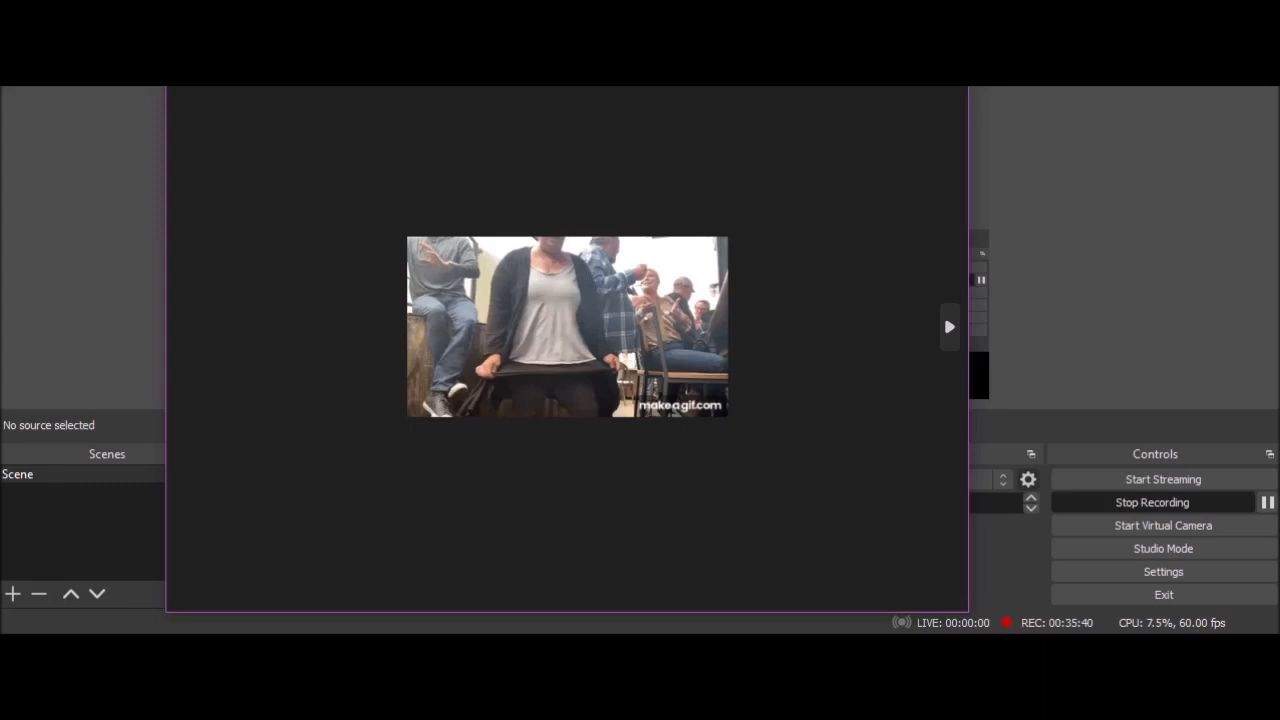 makeagif.com
No source selected
Scenes
Controls
Scene
Start Streaming
Stop Recording
Start Virtual Camera
Studio Mode
Settings
Exit
LIVE: 00:00:00 REC: 00:35:40 CPU: 7.5%, 60.00 fps